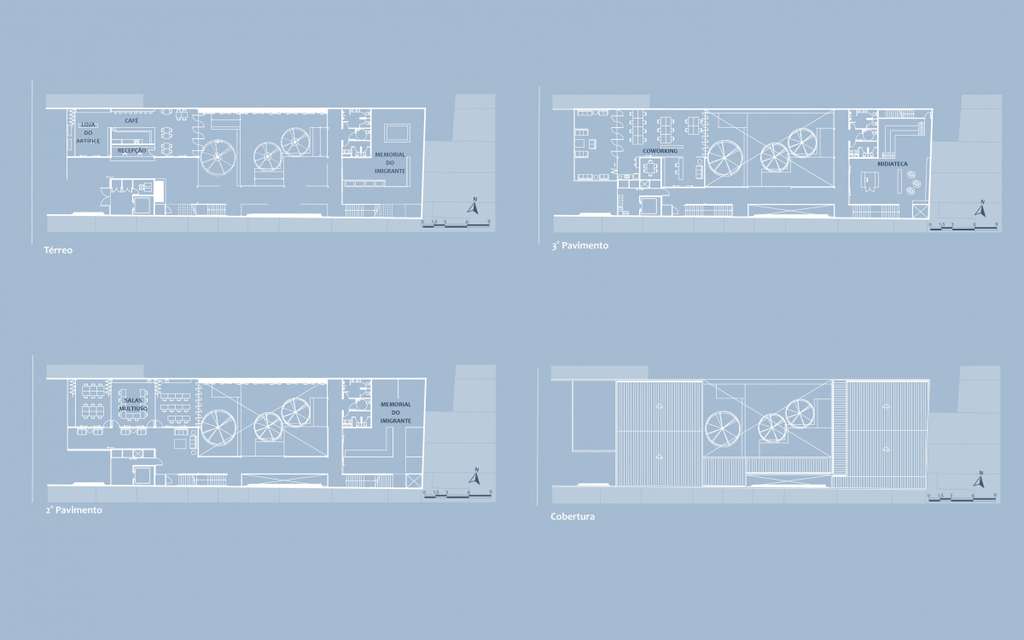 LOJA
DO
ARTÍFICE
CAFÉ
RECEPÇÃO
MEMORIAL
DO
IMIGRANTE
N
Térreo
COWORKING
MIDIATECA
N
3° Pavimento
SALAS
MULTIUSO
MEMORIAL
DO
IMIGRANTE
N
2° Pavimento
N
Cobertura